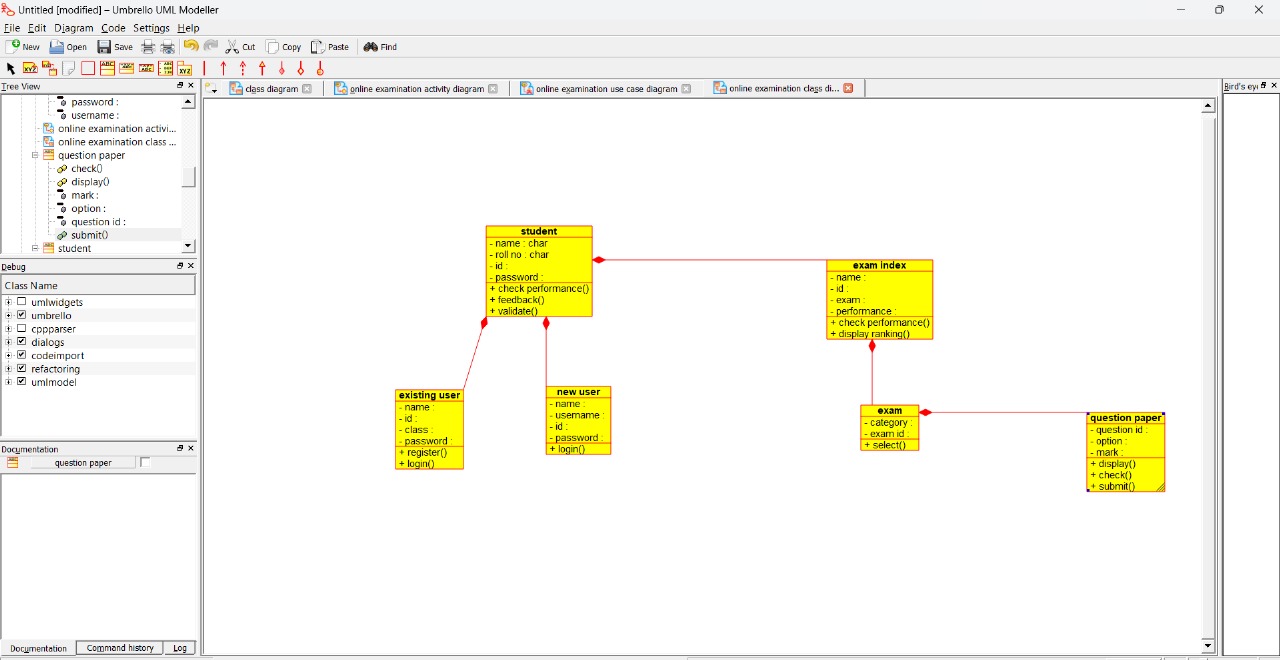 Untitled [modified] – Umbrello UML Modeller
File Edit Diagram Code Settings Help
New Open Save Cut Copy Paste Find
Tree View
class diagram
online examination activity diagram
online examination use case diagram
online examination class di...
Bird's eye
password :
username :
online examination activi...
online examination class ...
question paper
check()
display()
mark :
option :
question id :
submit()
student
Debug
Class Name
umlwidgets
umbrello
cppparser
dialogs
codeimport
refactoring
umlmodel
Documentation
question paper
Documentation Command history Log
student
- name : char
- roll no : char
- id :
- password :
+ check performance()
+ feedback()
+ validate()
exam index
- name :
- id :
- exam :
- performance :
+ check performance()
+ display ranking()
existing user
- name :
- id :
- class :
- password :
+ register()
+ login()
new user
- name :
- username :
- id :
- password :
+ login()
exam
- category :
- exam id :
+ select()
question paper
- question id :
- option :
- mark :
+ display()
+ check()
+ submit()